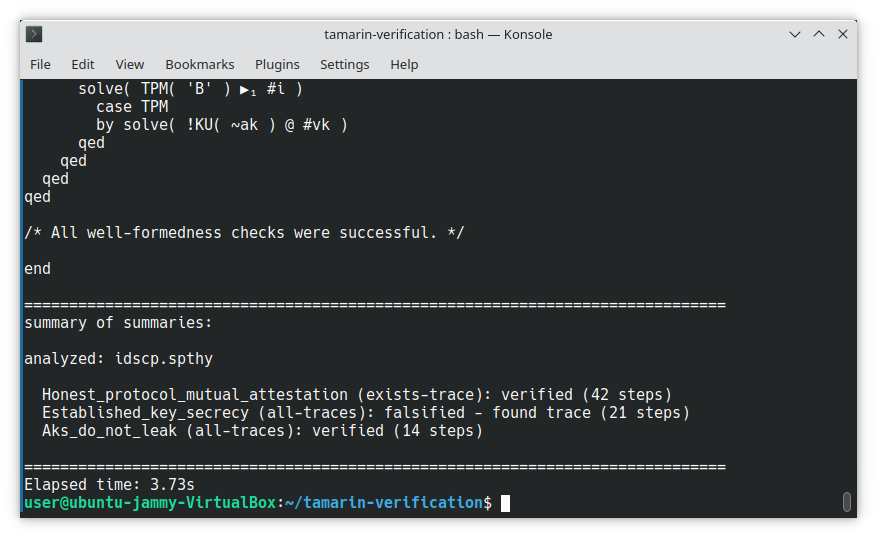 tamarin-verification : bash — Konsole
File Edit View Bookmarks Plugins Settings Help
      solve( TPM( 'B' ) ▶₁ #i )
        case TPM
        by solve( !KU( ~ak ) @ #vk )
      qed
    qed
  qed
qed

/* All well-formedness checks were successful. */

end

==============================================================================
summary of summaries:

analyzed: idscp.spthy

  Honest_protocol_mutual_attestation (exists-trace): verified (42 steps)
  Established_key_secrecy (all-traces): falsified - found trace (21 steps)
  Aks_do_not_leak (all-traces): verified (14 steps)

==============================================================================
Elapsed time: 3.73s
user@ubuntu-jammy-VirtualBox:~/tamarin-verification$